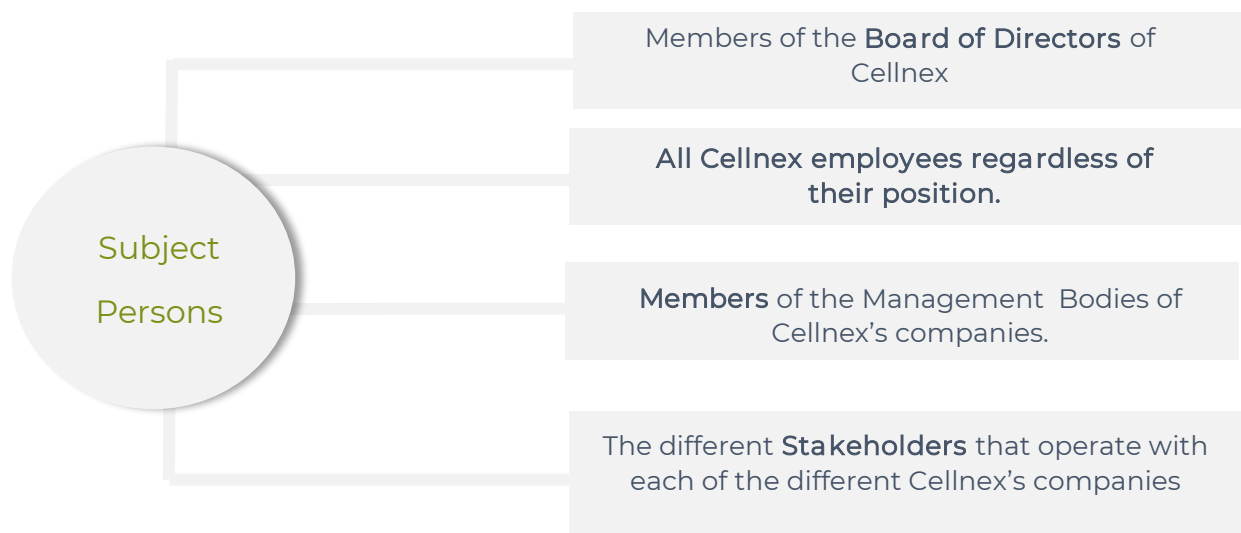 Members of the Board of Directors of
Cellnex
All Cellnex employees regardless of
their position.
Subject
Persons
Members of the Management  Bodies of
Cellnex’s companies.
The different Stakeholders that operate with
each of the different Cellnex’s companies